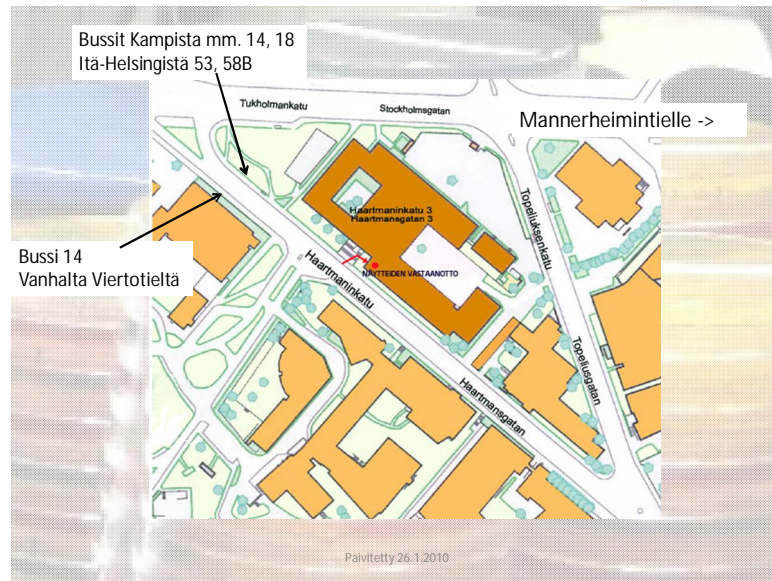 Bussit Kampista mm. 14, 18
Itä-Helsingistä 53, 58B
Tukholmankatu
Stockholmsgatan
Mannerheimintielle ->
Haartmaninkatu 3
Haartmansgatan 3
Topeliuksenkatu
Bussi 14
Vanhalta Viertotieltä
Haartmaninkatu
NÄYTTEIDEN VASTAANOTTO
Haartmansgatan
Topeliusgatan
Päivitetty 26.1.2010